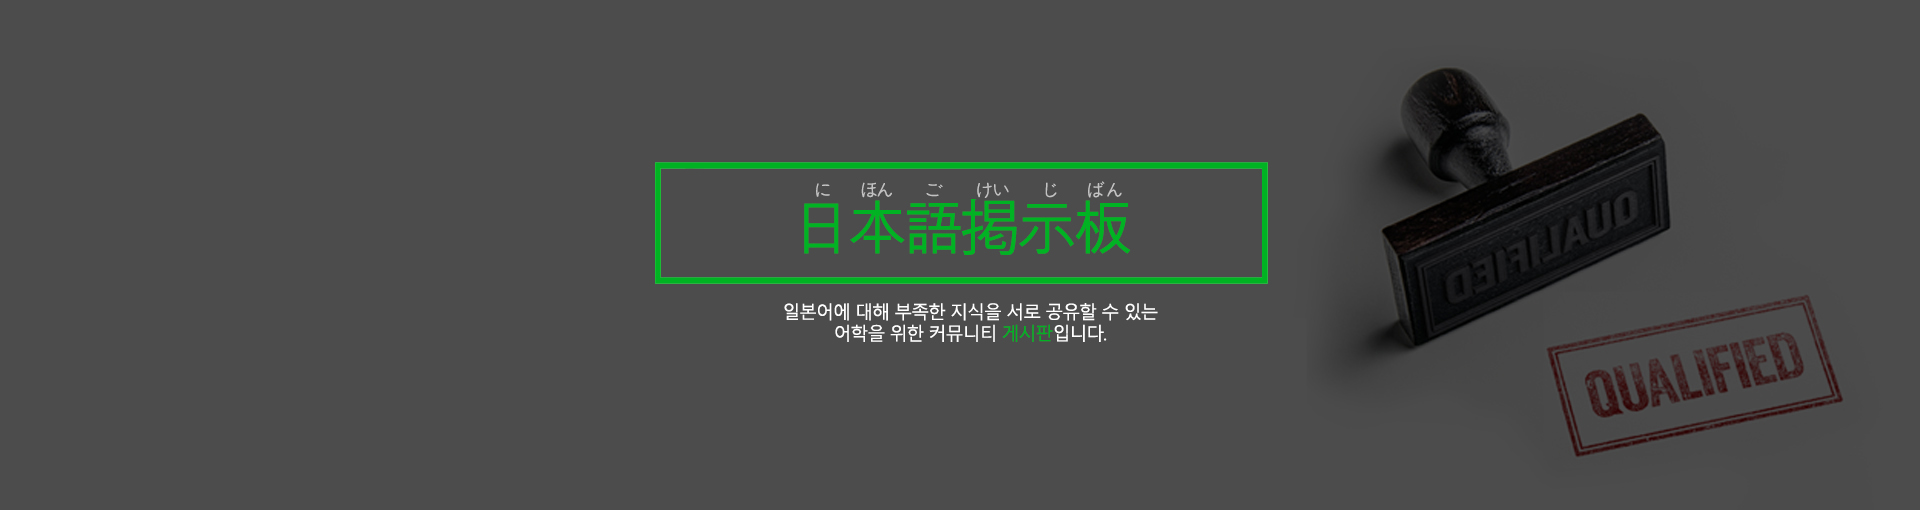 に ほん ご けい じ ばん
日本語掲示板
일본어에 대해 부족한 지식을 서로 공유할 수 있는
어학을 위한 커뮤니티 게시판입니다.
QUALIFIED
QUALIFIED